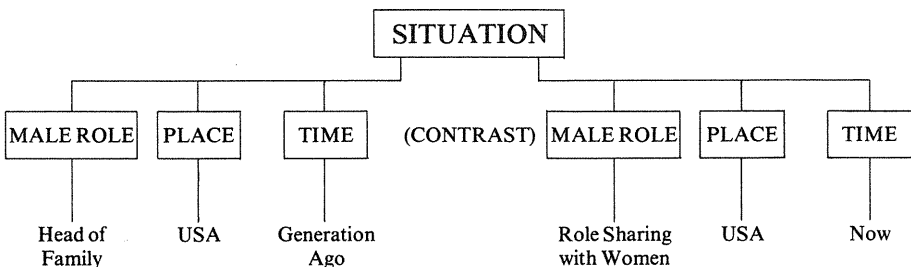 SITUATION
MALE ROLE PLACE TIME (CONTRAST) MALE ROLE PLACE TIME
Head of Family USA Generation Ago Role Sharing with Women USA Now